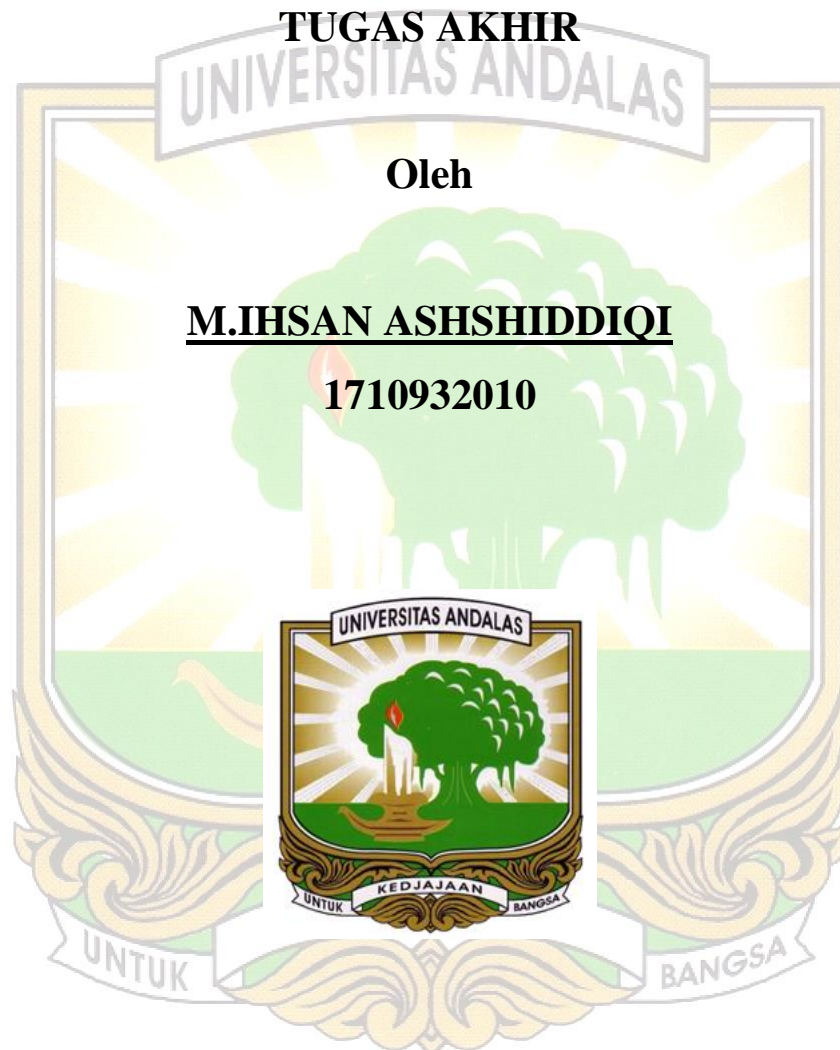 TUGAS AKHIR
UNIVERSITAS ANDALAS
Oleh
M.IHSAN ASHSHIDDIQI
1710932010
UNIVERSITAS ANDALAS
UNTUK KEDJAJAAN BANGSA
UNTUK BANGSA